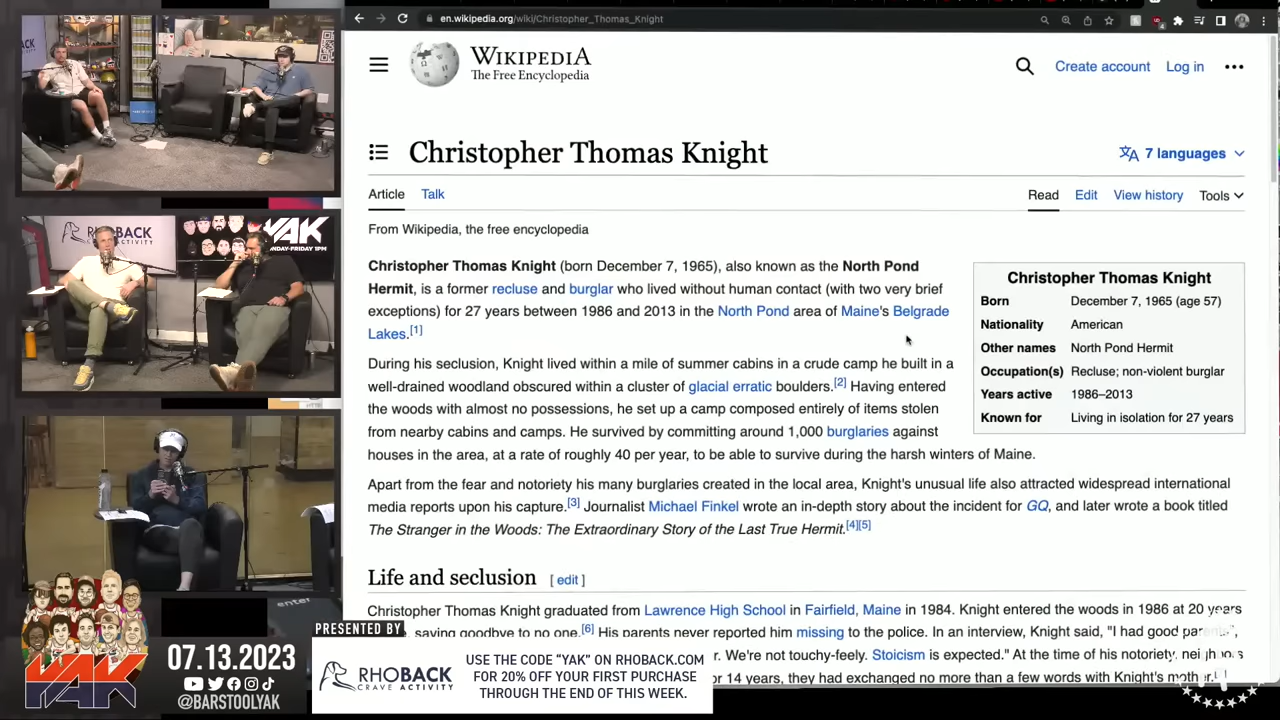 en.wikipedia.org/wiki/Christopher_Thomas_Knight
WIKIPEDIA
The Free Encyclopedia
Create account
Log in
Christopher Thomas Knight
7 languages
Article
Talk
Read
Edit
View history
Tools
From Wikipedia, the free encyclopedia
Christopher Thomas Knight (born December 7, 1965), also known as the North Pond
Hermit, is a former recluse and burglar who lived without human contact (with two very brief
exceptions) for 27 years between 1986 and 2013 in the North Pond area of Maine's Belgrade
Lakes.[1]
During his seclusion, Knight lived within a mile of summer cabins in a crude camp he built in a
well-drained woodland obscured within a cluster of glacial erratic boulders.[2] Having entered
the woods with almost no possessions, he set up a camp composed entirely of items stolen
from nearby cabins and camps. He survived by committing around 1,000 burglaries against
houses in the area, at a rate of roughly 40 per year, to be able to survive during the harsh winters of Maine.
Christopher Thomas Knight
Born December 7, 1965 (age 57)
Nationality American
Other names North Pond Hermit
Occupation(s) Recluse; non-violent burglar
Years active 1986–2013
Known for Living in isolation for 27 years
Apart from the fear and notoriety his many burglaries created in the local area, Knight's unusual life also attracted widespread international
media reports upon his capture.[3] Journalist Michael Finkel wrote an in-depth story about the incident for GQ, and later wrote a book titled
The Stranger in the Woods: The Extraordinary Story of the Last True Hermit.[4][5]
Life and seclusion [ edit ]
Christopher Thomas Knight graduated from Lawrence High School in Fairfield, Maine in 1984. Knight entered the woods in 1986 at 20 years
saying goodbye to no one.[6] His parents never reported him missing to the police. In an interview, Knight said, "I had good parents",
We're not touchy-feely. Stoicism is expected." At the time of his notoriety, neighbors
or 14 years, they had exchanged no more than a few words with Knight's mother.
RHOBACK
ACTIVITY
YAK
MONDAY-FRIDAY 1PM
enter
YAK
07.13.2023
@BARSTOOLYAK
PRESENTED BY
RHOBACK
CRAVE ACTIVITY
USE THE CODE "YAK" ON RHOBACK.COM
FOR 20% OFF YOUR FIRST PURCHASE
THROUGH THE END OF THIS WEEK.